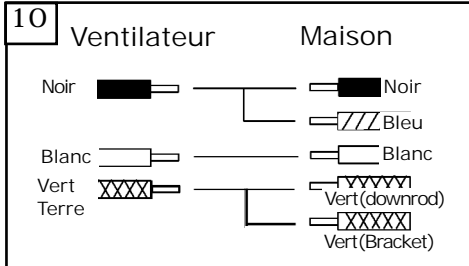 10
Ventilateur Maison
Noir Noir
Bleu
Blanc Blanc
Vert
Terre
Vert(downrod)
Vert(Bracket)